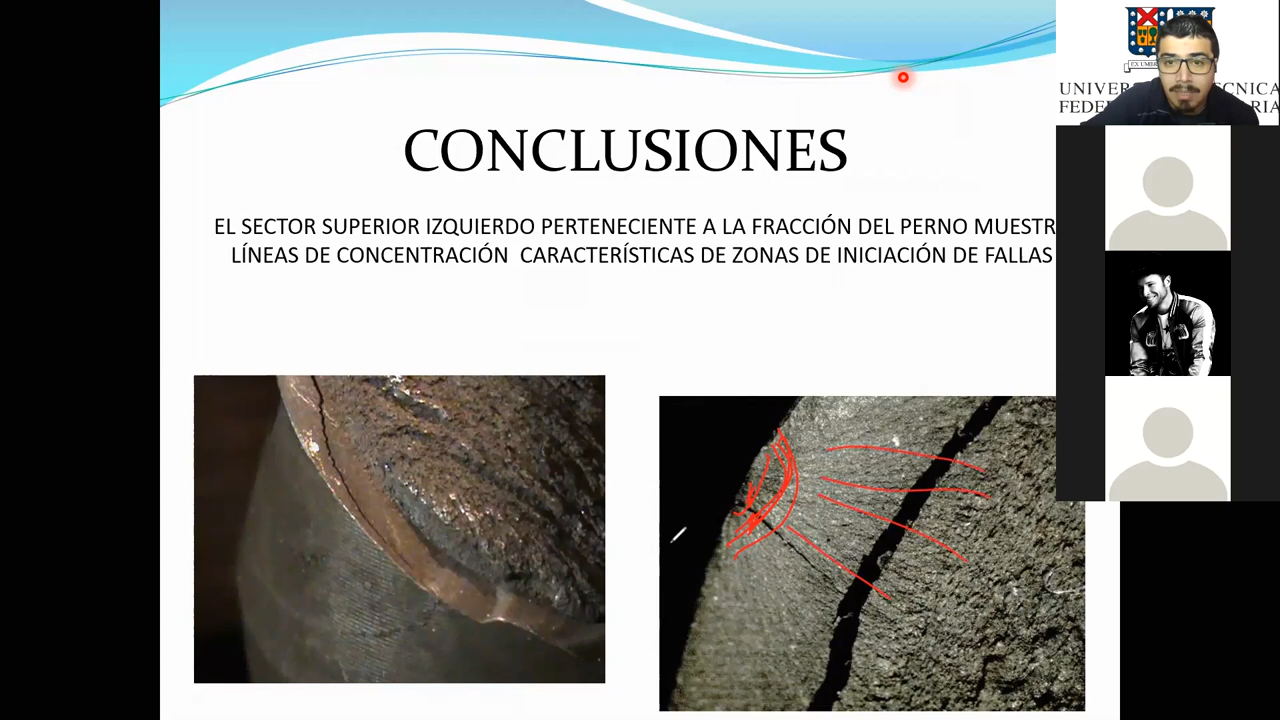 CONCLUSIONES
EL SECTOR SUPERIOR IZQUIERDO PERTENECIENTE A LA FRACCIÓN DEL PERNO
LÍNEAS DE CONCENTRACIÓN CARACTERÍSTICAS DE ZONAS DE INICIACIÓN DE FALLAS